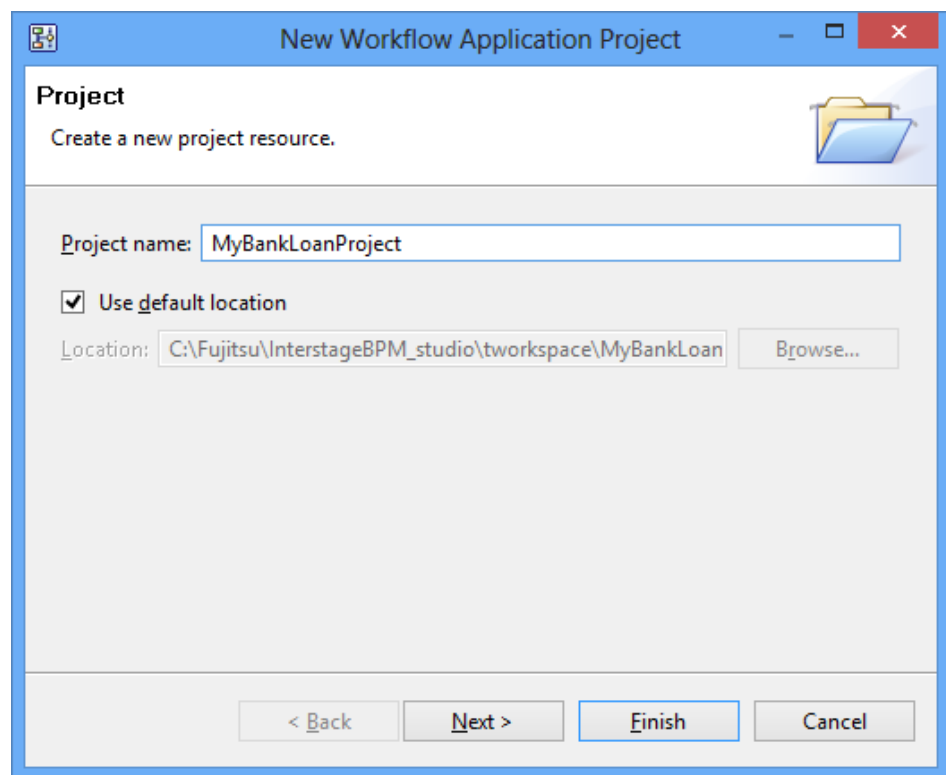 New Workflow Application Project
Project
Create a new project resource.
Project name: MyBankLoanProject
Use default location
Location: C:\Fujitsu\InterstageBPM_studio\tworkspace\MyBankLoan Browse...
< Back Next > Finish Cancel